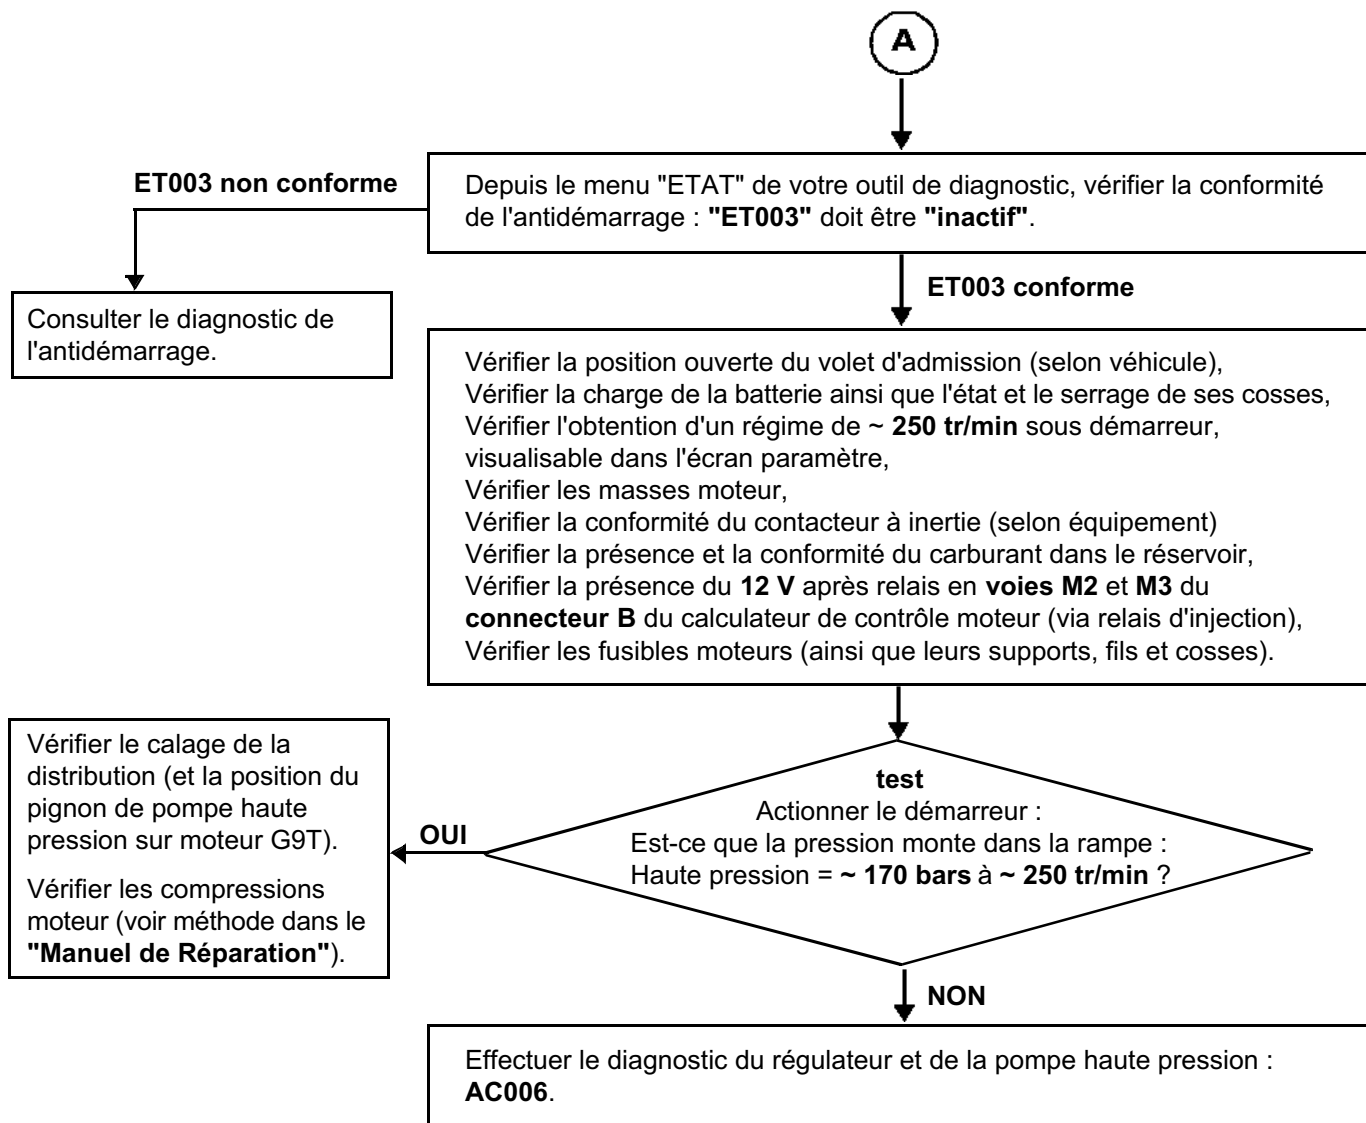 A
ET003 non conforme
Depuis le menu "ETAT" de votre outil de diagnostic, vérifier la conformité
de l'antidémarrage : "ET003" doit être "inactif".
ET003 conforme
Consulter le diagnostic de
l'antidémarrage.
Vérifier la position ouverte du volet d'admission (selon véhicule),
Vérifier la charge de la batterie ainsi que l'état et le serrage de ses cosses,
Vérifier l'obtention d'un régime de ~ 250 tr/min sous démarreur,
visualisable dans l'écran paramètre,
Vérifier les masses moteur,
Vérifier la conformité du contacteur à inertie (selon équipement)
Vérifier la présence et la conformité du carburant dans le réservoir,
Vérifier la présence du 12 V après relais en voies M2 et M3 du
connecteur B du calculateur de contrôle moteur (via relais d'injection),
Vérifier les fusibles moteurs (ainsi que leurs supports, fils et cosses).
Vérifier le calage de la
distribution (et la position du
pignon de pompe haute
pression sur moteur G9T).
Vérifier les compressions
moteur (voir méthode dans le
"Manuel de Réparation").
OUI
test
Actionner le démarreur :
Est-ce que la pression monte dans la rampe :
Haute pression = ~ 170 bars à ~ 250 tr/min ?
NON
Effectuer le diagnostic du régulateur et de la pompe haute pression :
AC006.